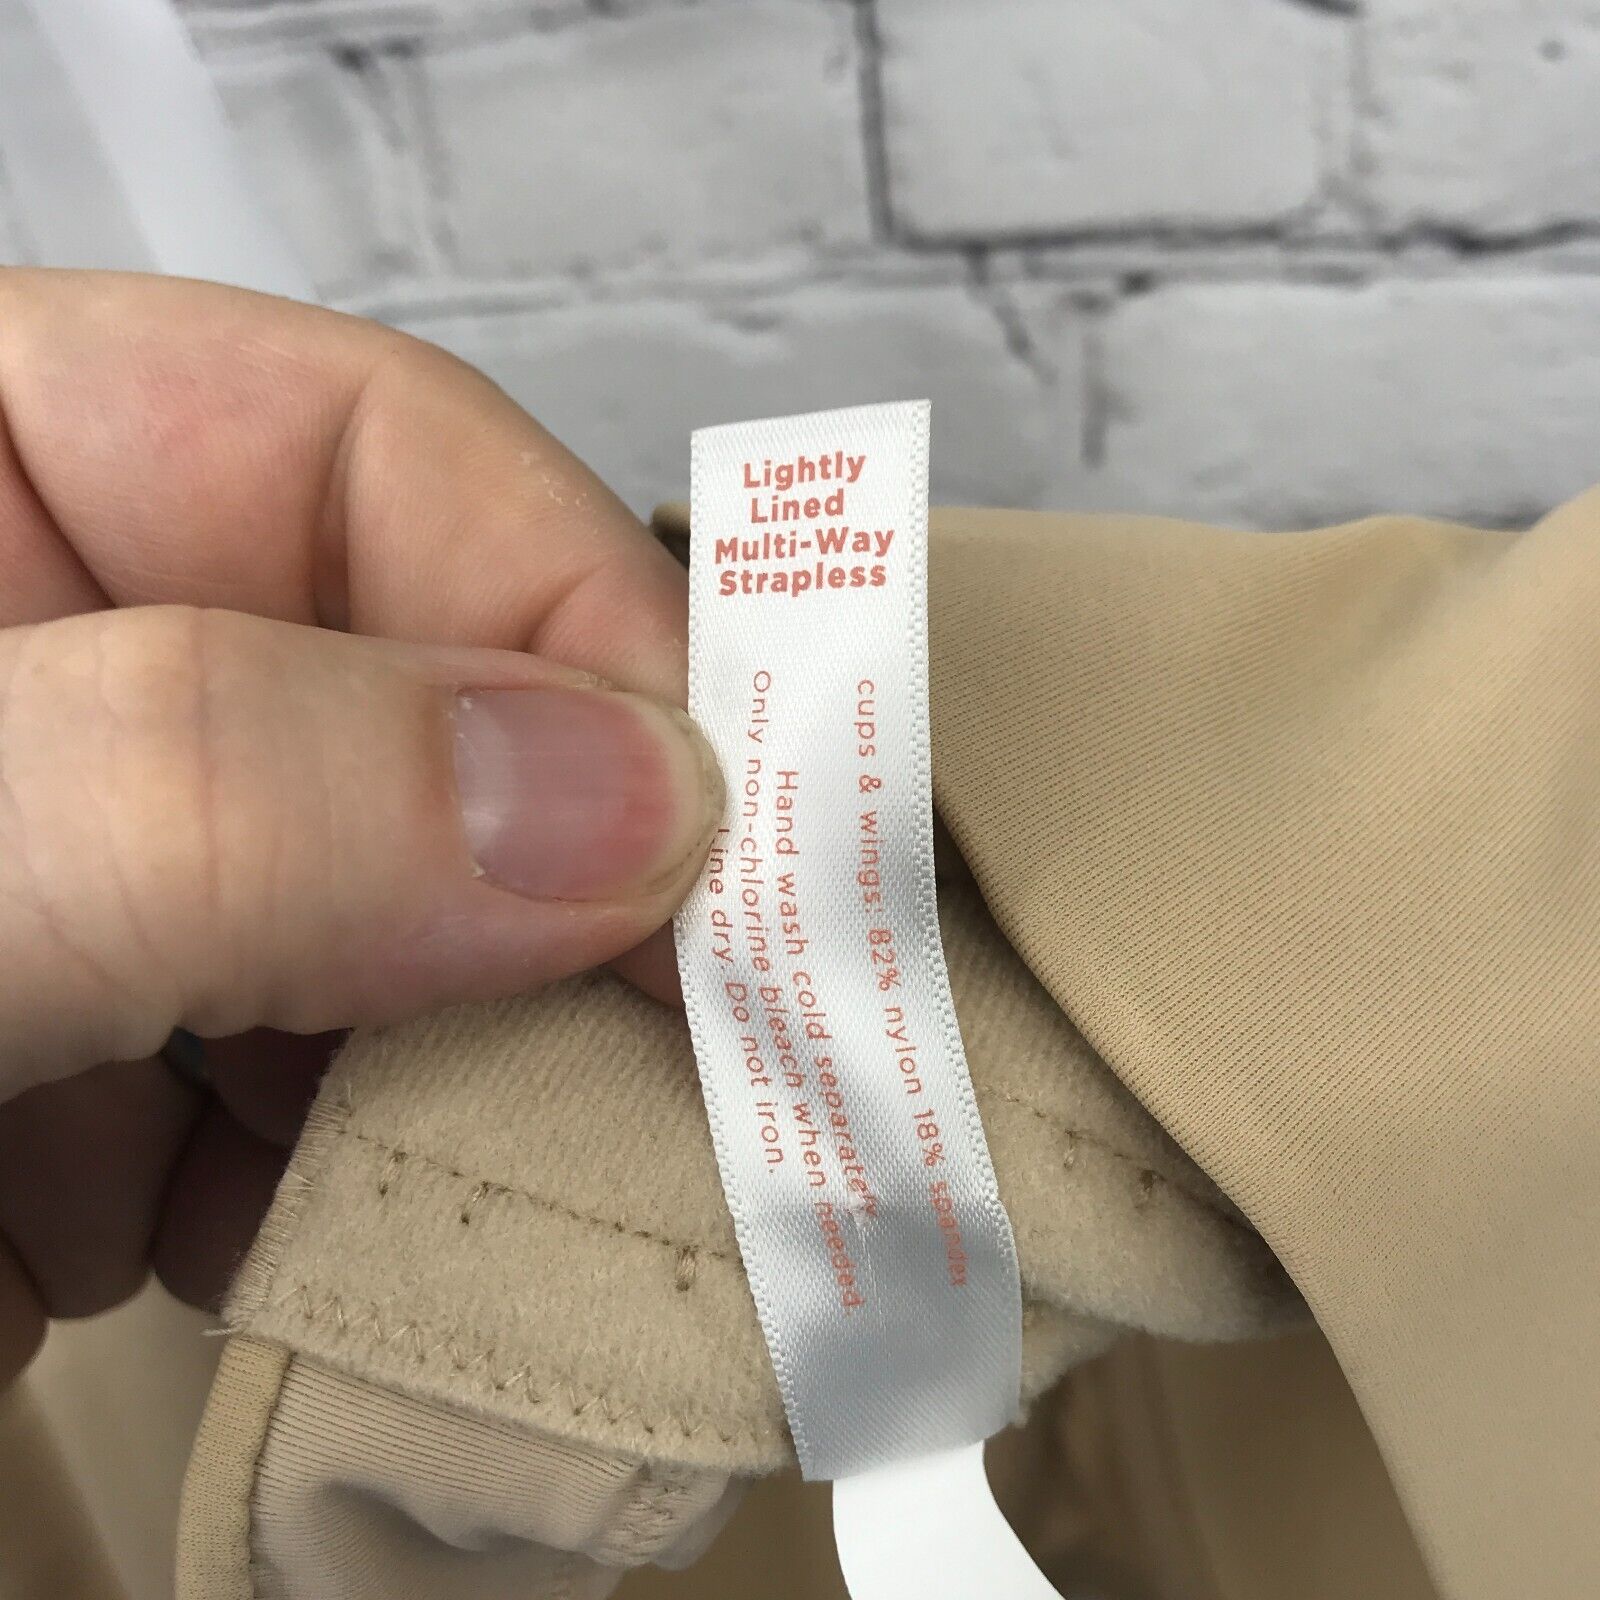 Lightly
Lined
Multi-Way
Strapless
cups & wings: 82% nylon 18% spandex
Hand wash cold separately.
Only non-chlorine bleach when needed.
Line dry. Do not iron.